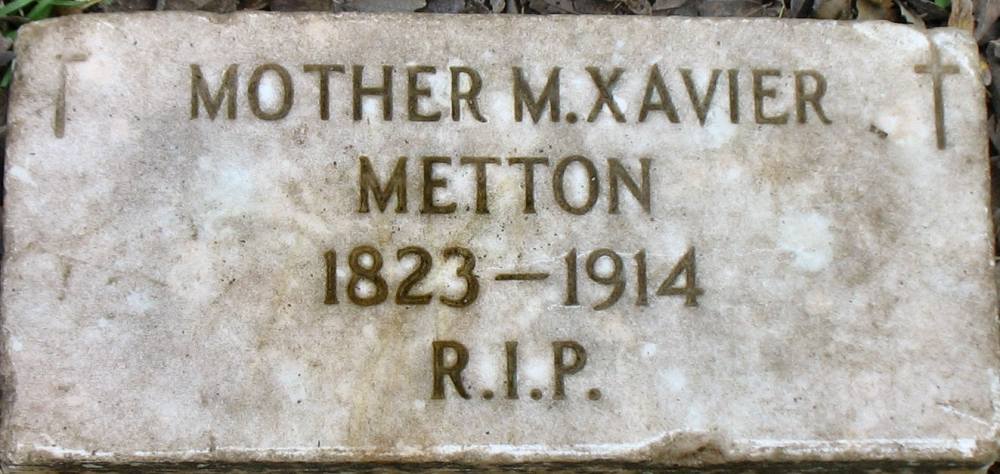 MOTHER M. XAVIER
METTON
1823–1914
R.I.P.